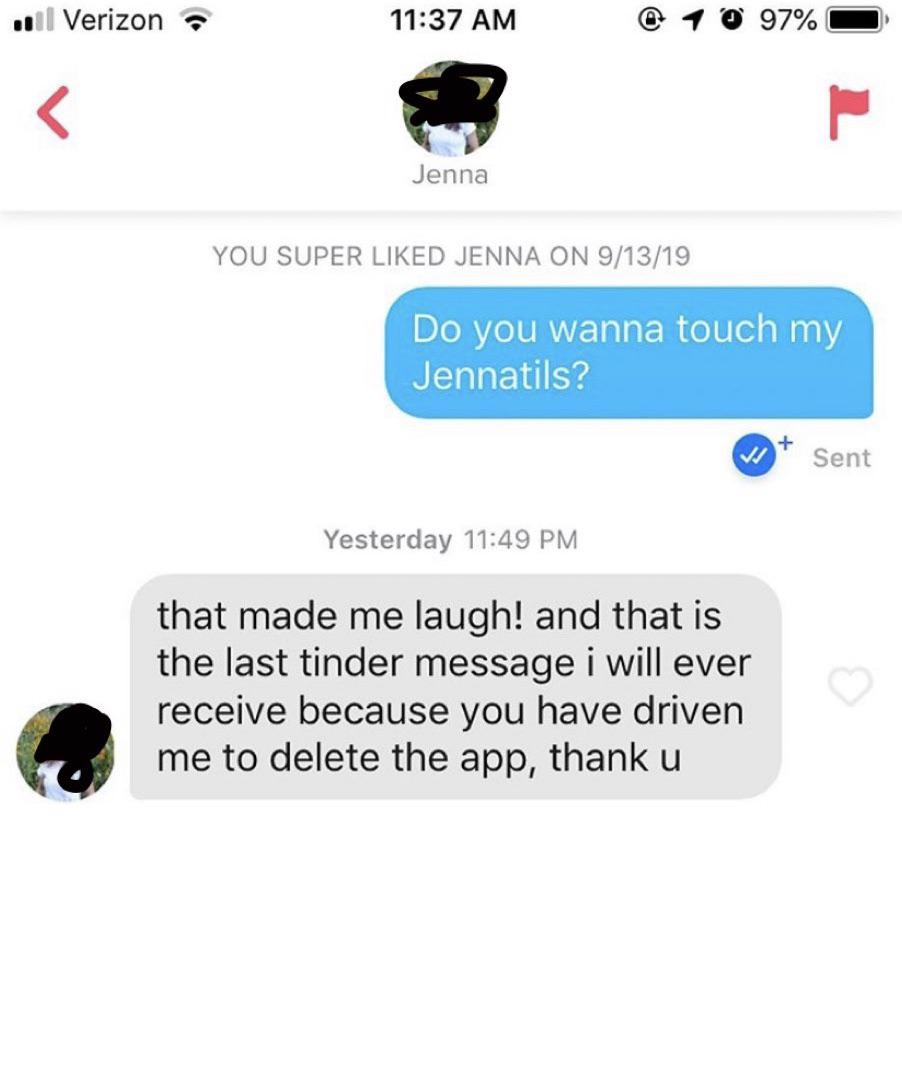 Verizon 11:37 AM 97%
Jenna
YOU SUPER LIKED JENNA ON 9/13/19
Do you wanna touch my
Jennatils?
Sent
Yesterday 11:49 PM
that made me laugh! and that is
the last tinder message i will ever
receive because you have driven
me to delete the app, thank u